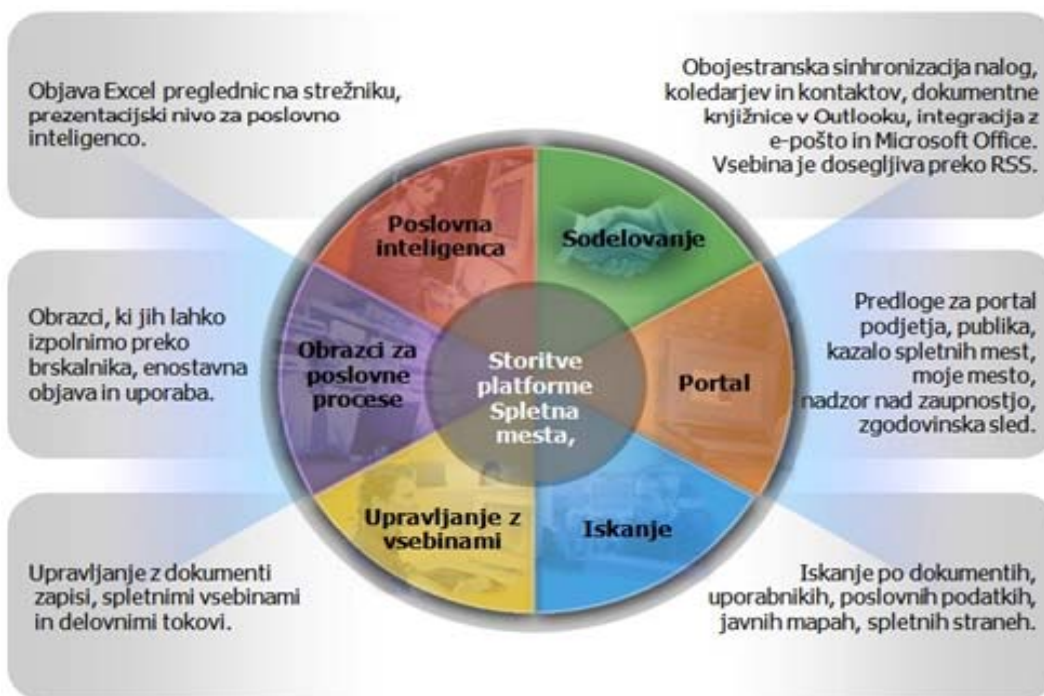 Objava Excel preglednic na strežniku,
prezentacijski nivo za poslovno
inteligenco.
Obojestranska sinhronizacija nalog,
koledarjev in kontaktov, dokumentne
knjižnice v Outlooku, integracija z
e-pošto in Microsoft Office.
Vsebina je dosegljiva preko RSS.
Poslovna
inteligenca
Sodelovanje
Obrazci, ki jih lahko
izpolnimo preko
brskalnika, enostavna
objava in uporaba.
Obrazci za
poslovne
procese
Storitve
platforme
Spletna
mesta,
Portal
Predloge za portal
podjetja, publika,
kazalo spletnih mest,
moje mesto,
nadzor nad zaupnostjo,
zgodovinska sled.
Upravljanje z
vsebinami
Iskanje
Upravljanje z dokumenti
zapisi, spletnimi vsebinami
in delovnimi tokovi.
Iskanje po dokumentih,
uporabnikih, poslovnih podatkih,
javnih mapah, spletnih straneh.